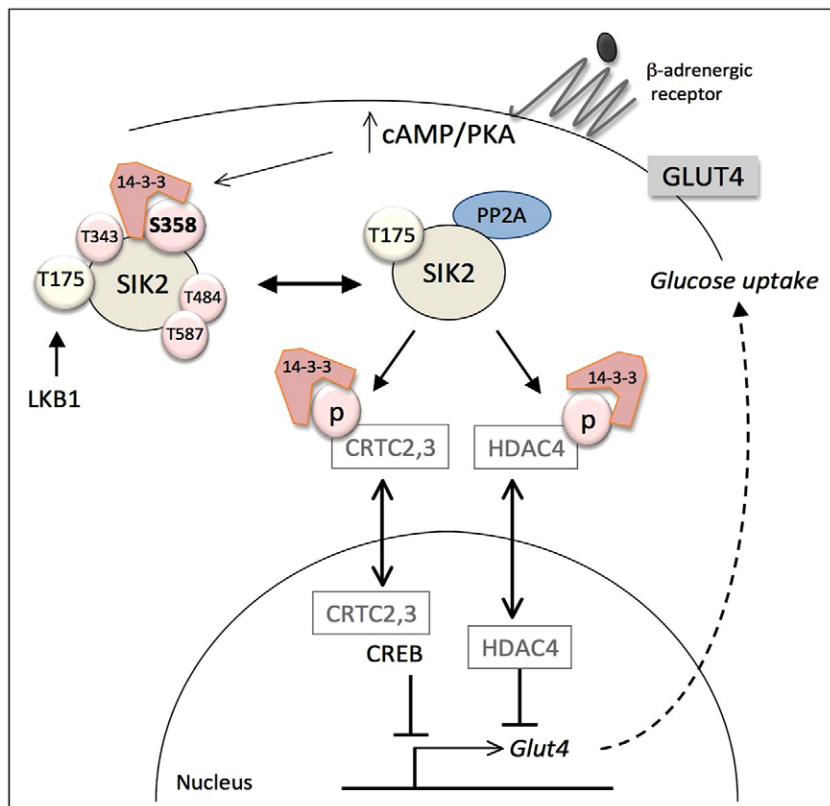 β-adrenergic
receptor
↑ cAMP/PKA
GLUT4
14-3-3
S358
T343
T175
SIK2
T484
T587
LKB1
PP2A
T175
SIK2
Glucose uptake
14-3-3
p
CRTC2,3
14-3-3
p
HDAC4
CRTC2,3
CREB
HDAC4
Glut4
Nucleus